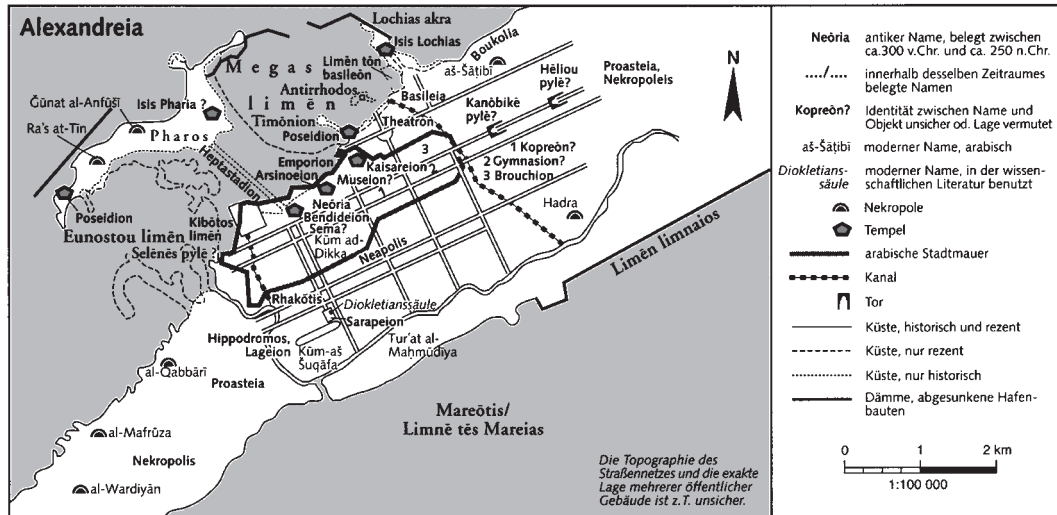 Alexandreia
Lochias akra
Isis Lochias
Boukolia
aš-Šāṭibī
Megas
limēn
Limēn tōn
basileōn
Antirrhodos
Basileia
Timōnion
Theatron
Poseidion
Hēliou
pylē?
Kanōbikē
pylē?
Proasteia,
Nekropoleis
N
Ǧūnat al-Anfūšī
Isis Pharia ?
Ra's at-Tīn
Pharos
Heptastadion
Emporion
Arsinoeion
Kaisareion
Museion?
3
2
1
1 Kopreōn?
2 Gymnasion?
3 Brouchion
Poseidion
Eunostou limēn
Kibōtos
limēn
Selēnēs pylē ?
Neōria
Bendideion
Sema?
Kūm ad-
Dikka
Neapolis
Hadra
Limēn limnaios
Rhakōtis
Diokletianssäule
Sarapeion
Hippodromos,
Lageion
Kūm-aš
Šuqāfa
Tur'at al-
Maḥmūdīya
al-Qabbārī
Proasteia
Mareōtis/
Limnē tēs Mareias
al-Mafrūza
Nekropolis
al-Wardiyān
Die Topographie des
Straßennetzes und die exakte
Lage mehrerer öffentlicher
Gebäude ist z.T. unsicher.
Neōria antiker Name, belegt zwischen
ca.300 v.Chr. und ca. 250 n.Chr.
..../.... innerhalb desselben Zeitraumes
belegte Namen
Kopreōn? Identität zwischen Name und
Objekt unsicher od. Lage vermutet
aš-Šāṭibī moderner Name, arabisch
Diokletians- moderner Name, in der wissen-
säule schaftlichen Literatur benutzt
Nekropole
Tempel
arabische Stadtmauer
Kanal
Tor
Küste, historisch und rezent
Küste, nur rezent
Küste, nur historisch
Dämme, abgesunkene Hafen-
bauten
0 1 2 km
1:100 000